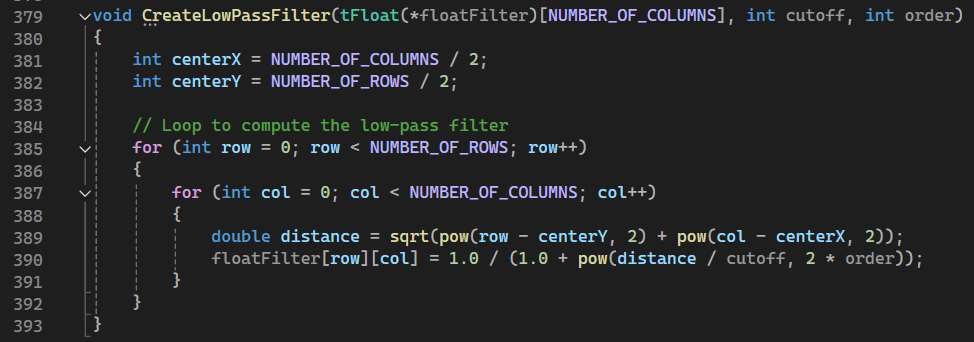 379 void CreateLowPassFilter(tFloat(*floatFilter)[NUMBER_OF_COLUMNS], int cutoff, int order)
380 {
381     int centerX = NUMBER_OF_COLUMNS / 2;
382     int centerY = NUMBER_OF_ROWS / 2;
383
384     // Loop to compute the low-pass filter
385     for (int row = 0; row < NUMBER_OF_ROWS; row++)
386     {
387         for (int col = 0; col < NUMBER_OF_COLUMNS; col++)
388         {
389             double distance = sqrt(pow(row - centerY, 2) + pow(col - centerX, 2));
390             floatFilter[row][col] = 1.0 / (1.0 + pow(distance / cutoff, 2 * order));
391         }
392     }
393 }